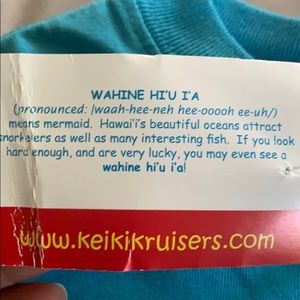 WAHINE HI'U I'A
(pronounced: /waah-hee-neh hee-ooooh ee-uh/)
means mermaid. Hawai'i's beautiful oceans attract
snorkelers as well as many interesting fish. If you look
hard enough, and are very lucky, you may even see a
wahine hi'u i'a!
www.keikikruisers.com